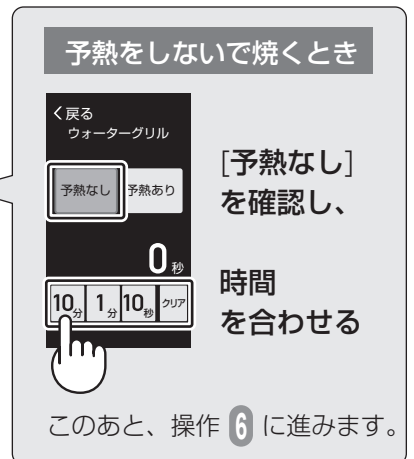 予熱をしないで焼くとき
戻る
ウォーターグリル
予熱なし 予熱あり
0秒
10分 1分 10秒 クリア
[予熱なし]
を確認し、
時間
を合わせる
このあと、操作 6 に進みます。